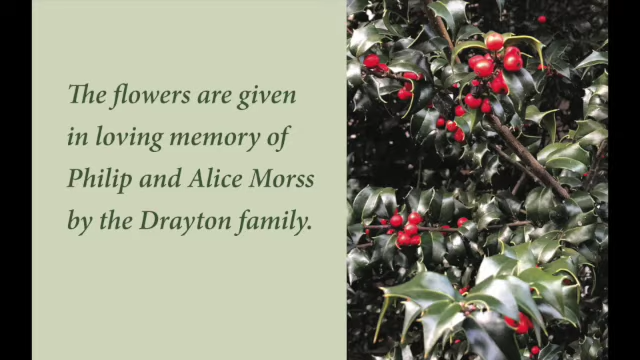 The flowers are given
in loving memory of
Philip and Alice Morss
by the Drayton family.